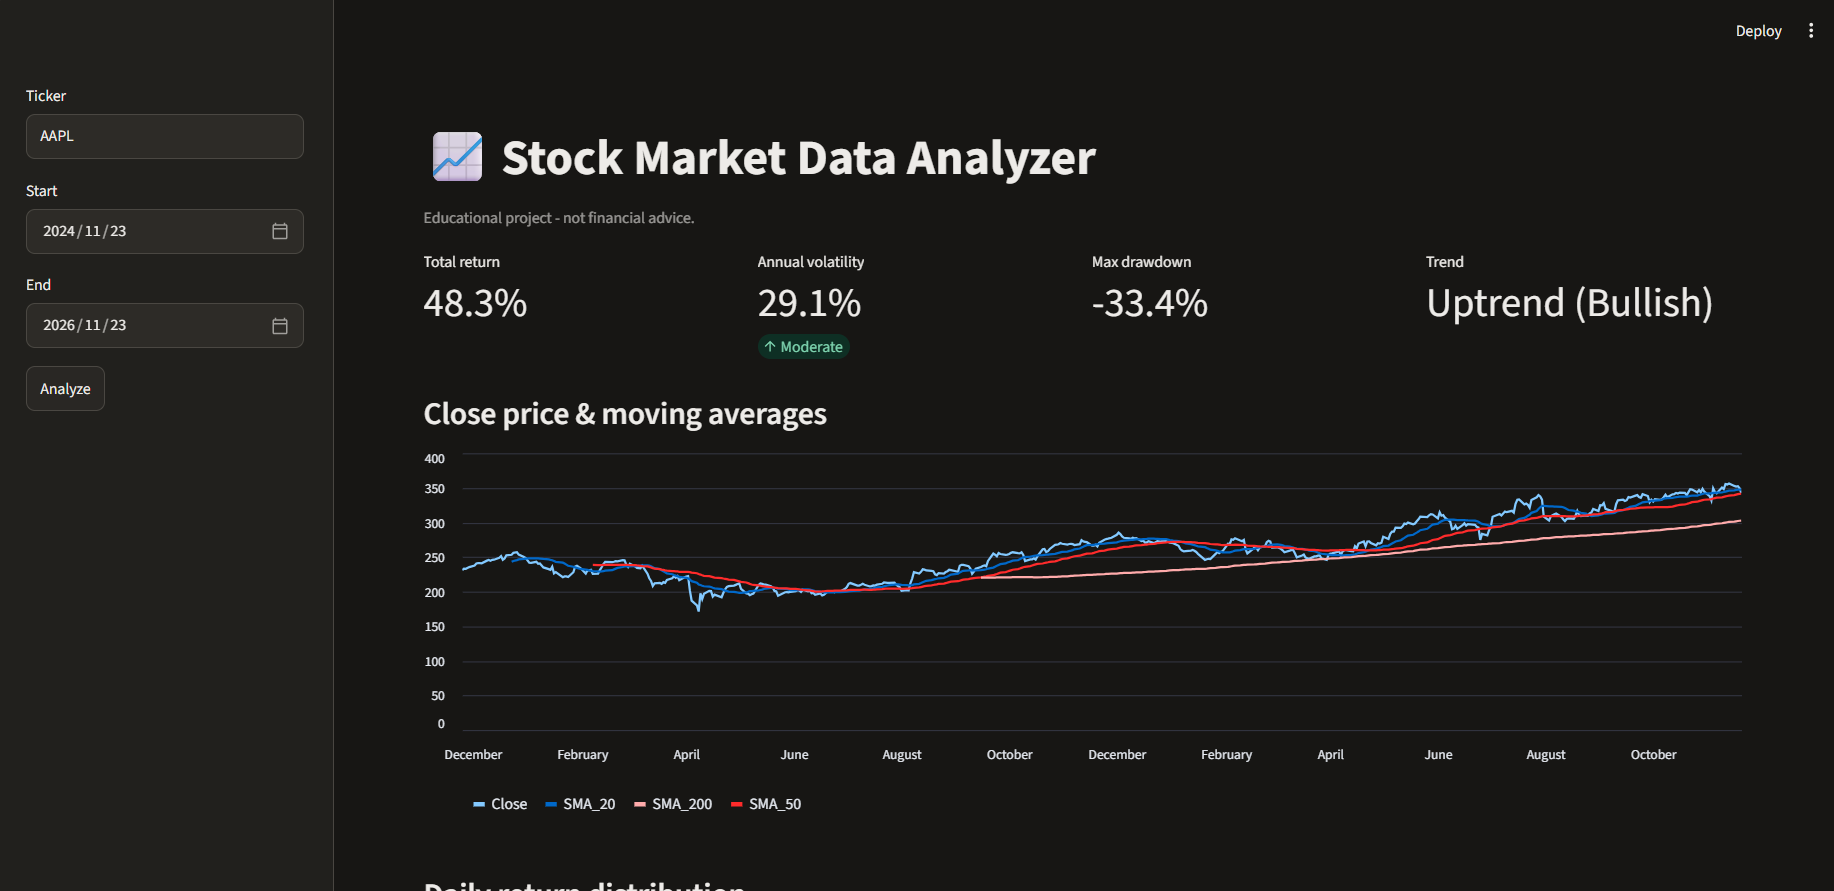 Deploy
Ticker
AAPL
Start
2024/11/23
End
2026/11/23
Analyze
Stock Market Data Analyzer
Educational project - not financial advice.
Total return
48.3%
Annual volatility
29.1%
↑ Moderate
Max drawdown
-33.4%
Trend
Uptrend (Bullish)
Close price & moving averages
400
350
300
250
200
150
100
50
0
December February April June August October December February April June August October
Close SMA_20 SMA_200 SMA_50
Daily return distribution